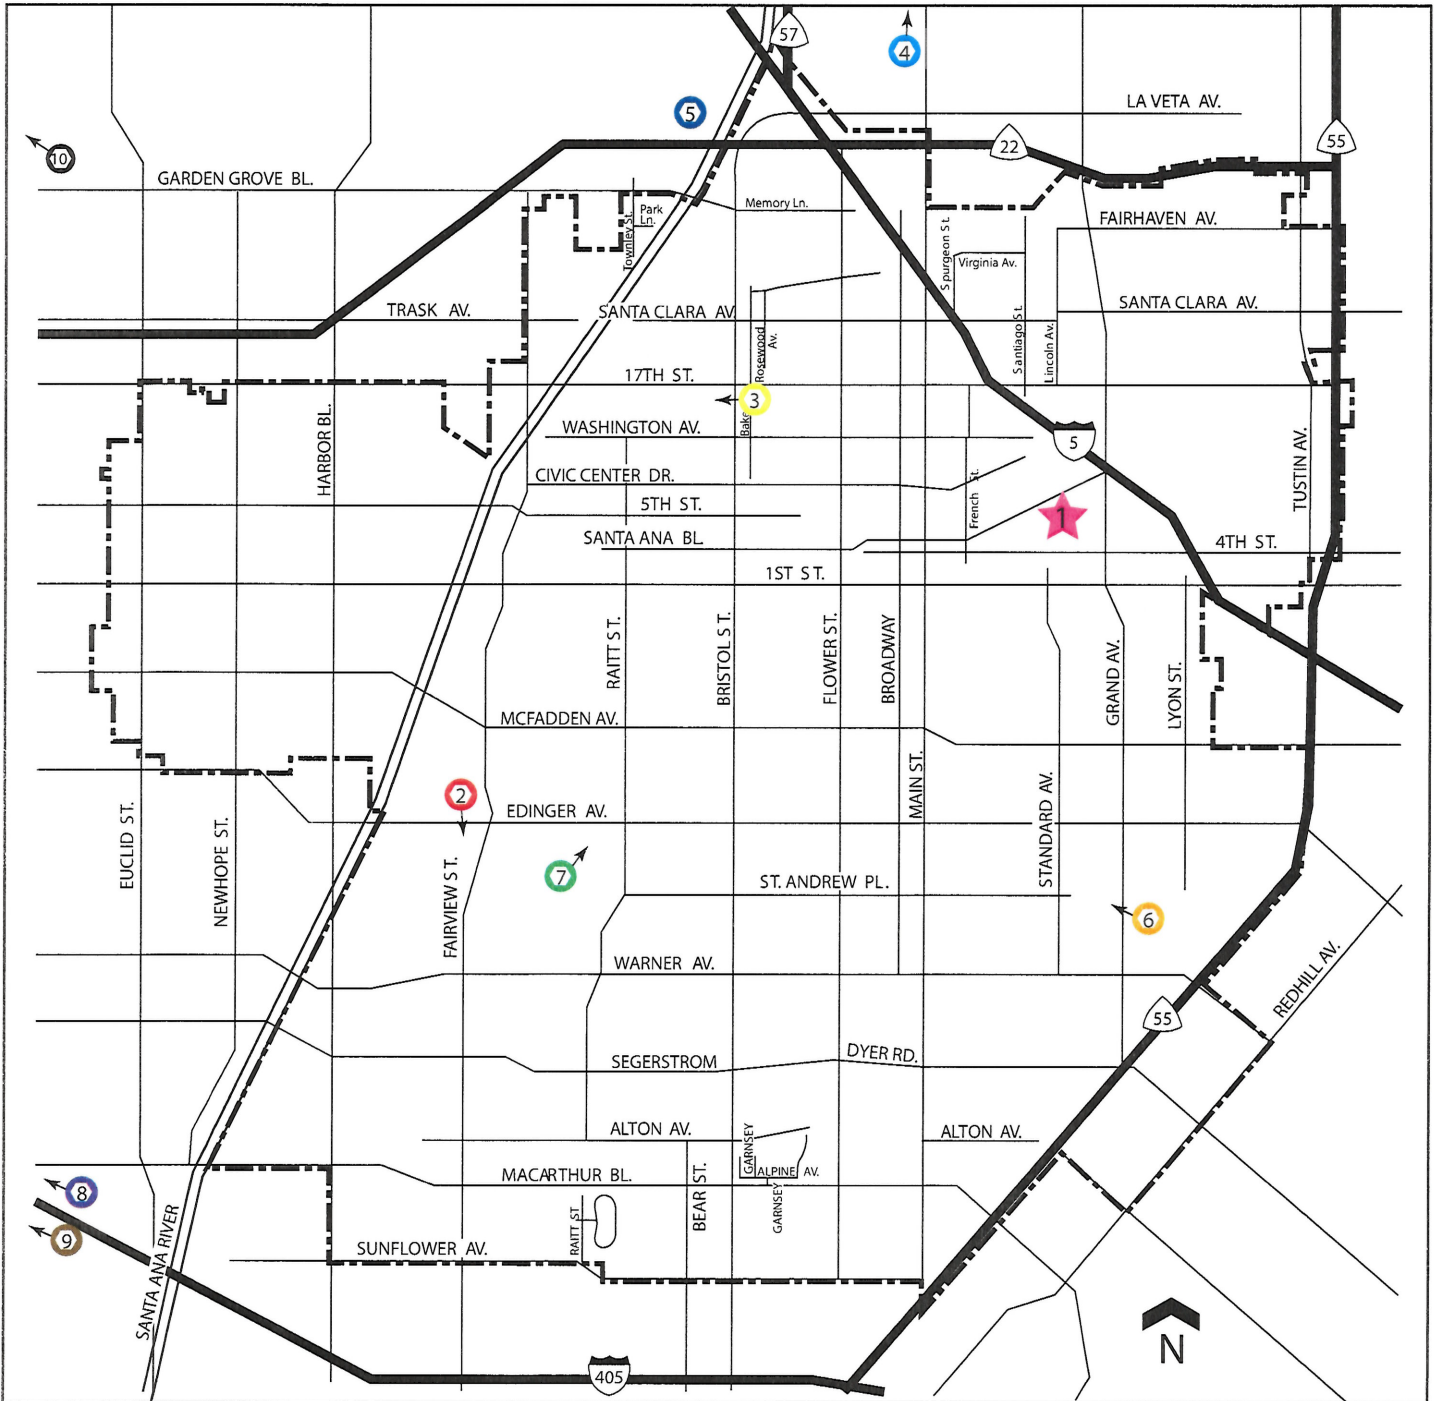 57
4
LA VETA AV.
5
22
55
10
GARDEN GROVE BL.
Park
Ln.
Memory Ln.
FAIRHAVEN AV.
Townley St.
Spurgeon St.
Virginia Av.
TRASK AV.
SANTA CLARA AV.
SANTA CLARA AV.
Santiago St.
Lincoln Av.
Rosewood
Av.
17TH ST.
3
WASHINGTON AV.
5
HARBOR BL.
TUSTIN AV.
CIVIC CENTER DR.
French St.
5TH ST.
1
SANTA ANA BL.
4TH ST.
1ST ST.
RAITT ST.
BRISTOL ST.
FLOWER ST.
BROADWAY
GRAND AV.
LYON ST.
MCFADDEN AV.
MAIN ST.
STANDARD AV.
2
EDINGER AV.
EUCLID ST.
NEWHOPE ST.
FAIRVIEW ST.
7
ST. ANDREW PL.
6
WARNER AV.
REDHILL AV.
55
SEGERSTROM
DYER RD.
ALTON AV.
GARNSEY
ALTON AV.
MACARTHUR BL.
ALPINE AV.
8
BEAR ST.
GARNSEY
9
RAITT ST
SUNFLOWER AV.
SANTA ANA RIVER
N
405